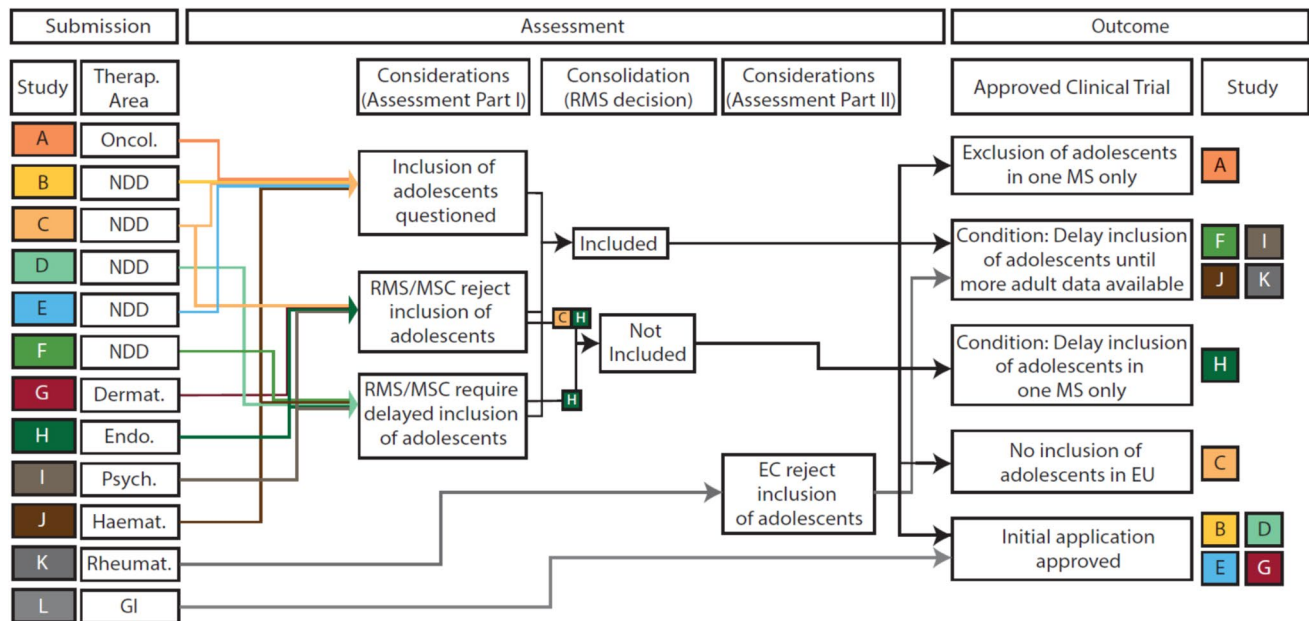 Submission
Assessment
Outcome
Study
Therap.
Area
Considerations
(Assessment Part I)
Consolidation
(RMS decision)
Considerations
(Assessment Part II)
Approved Clinical Trial
Study
A
Oncol.
B
NDD
C
NDD
D
NDD
E
NDD
F
NDD
G
Dermat.
H
Endo.
I
Psych.
J
Haemat.
K
Rheumat.
L
GI
Inclusion of
adolescents
questioned
RMS/MSC reject
inclusion of
adolescents
RMS/MSC require
delayed inclusion
of adolescents
Included
C H
H
Not
Included
EC reject
inclusion
of adolescents
Exclusion of adolescents
in one MS only
A
Condition: Delay inclusion
of adolescents until
more adult data available
F I
J K
Condition: Delay inclusion
of adolescents in
one MS only
H
No inclusion of
adolescents in EU
C
Initial application
approved
B D
E G